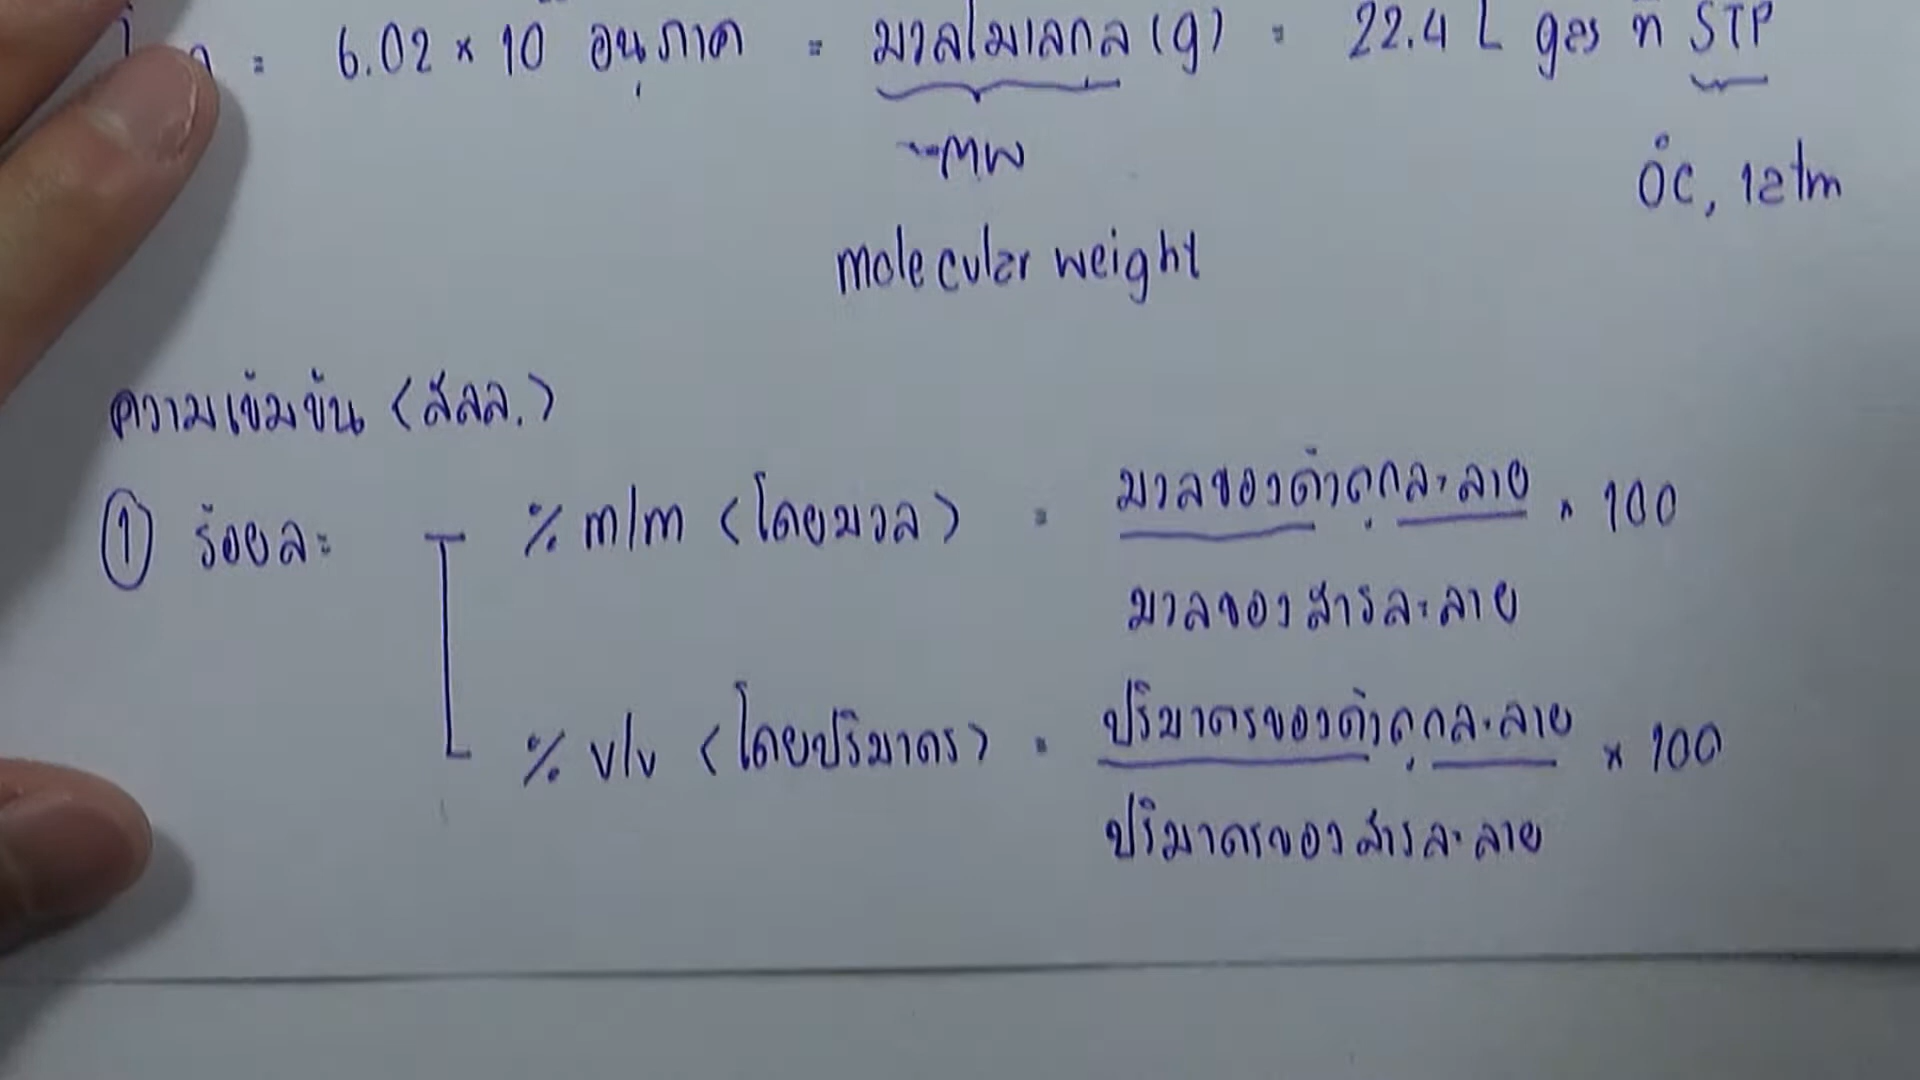 = 6.02 × 10 อนุภาค = มวลโมเลกุล (g) = 22.4 L gas ที่ STP
MW
0°C, 1atm
molecular weight
ความเข้มข้น (สลล.)
① ร้อยละ
% m/m (โดยมวล) = มวลของตัวถูกละลาย × 100
มวลของสารละลาย
% v/v (โดยปริมาตร) = ปริมาตรของตัวถูกละลาย × 100
ปริมาตรของสารละลาย